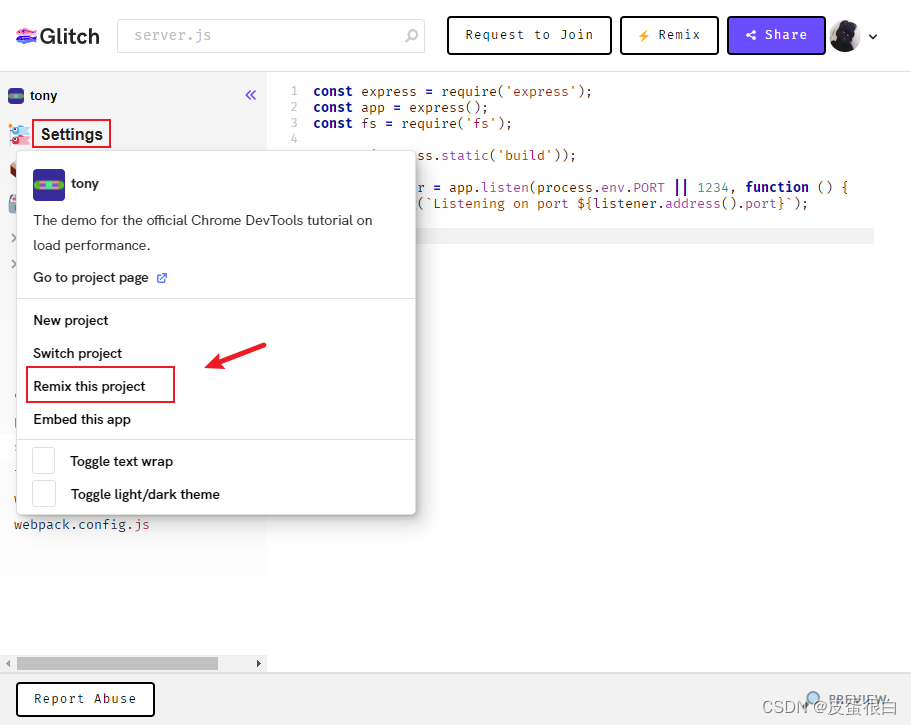 Glitch
server.js
Request to Join
Remix
Share
tony
Settings
tony
The demo for the official Chrome DevTools tutorial on
load performance.
Go to project page
New project
Switch project
Remix this project
Embed this app
Toggle text wrap
Toggle light/dark theme
webpack.config.js
1 const express = require('express');
2 const app = express();
3 const fs = require('fs');
4
ss.static('build'));
r = app.listen(process.env.PORT || 1234, function () {
(`Listening on port ${listener.address().port}`);
Report Abuse
PREVIEW
CSDN @皮蛋很白